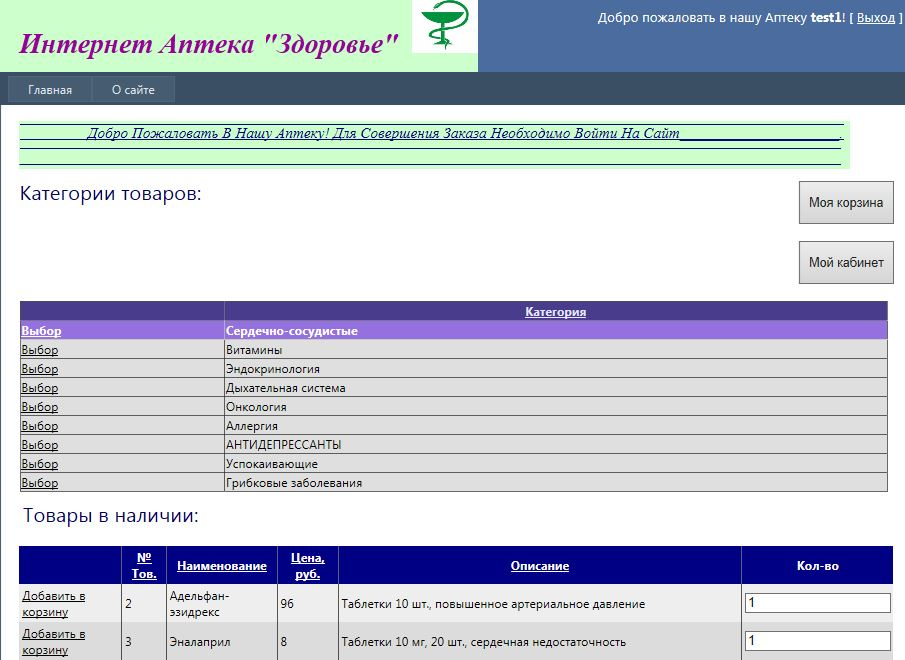 Интернет Аптека "Здоровье"
Добро пожаловать в нашу Аптеку test1! [ Выход ]
Главная О сайте
Добро Пожаловать В Нашу Аптеку! Для Совершения Заказа Необходимо Войти На Сайт_____________________.
Категории товаров:
Моя корзина
Мой кабинет
Категория
Выбор Сердечно-сосудистые
Выбор Витамины
Выбор Эндокринология
Выбор Дыхательная система
Выбор Онкология
Выбор Аллергия
Выбор АНТИДЕПРЕССАНТЫ
Выбор Успокаивающие
Выбор Грибковые заболевания
Товары в наличии:
№ Тов. Наименование Цена, руб. Описание Кол-во
Добавить в корзину 2 Адельфан-эзидрекс 96 Таблетки 10 шт., повышенное артериальное давление 1
Добавить в корзину 3 Эналаприл 8 Таблетки 10 мг, 20 шт., сердечная недостаточность 1